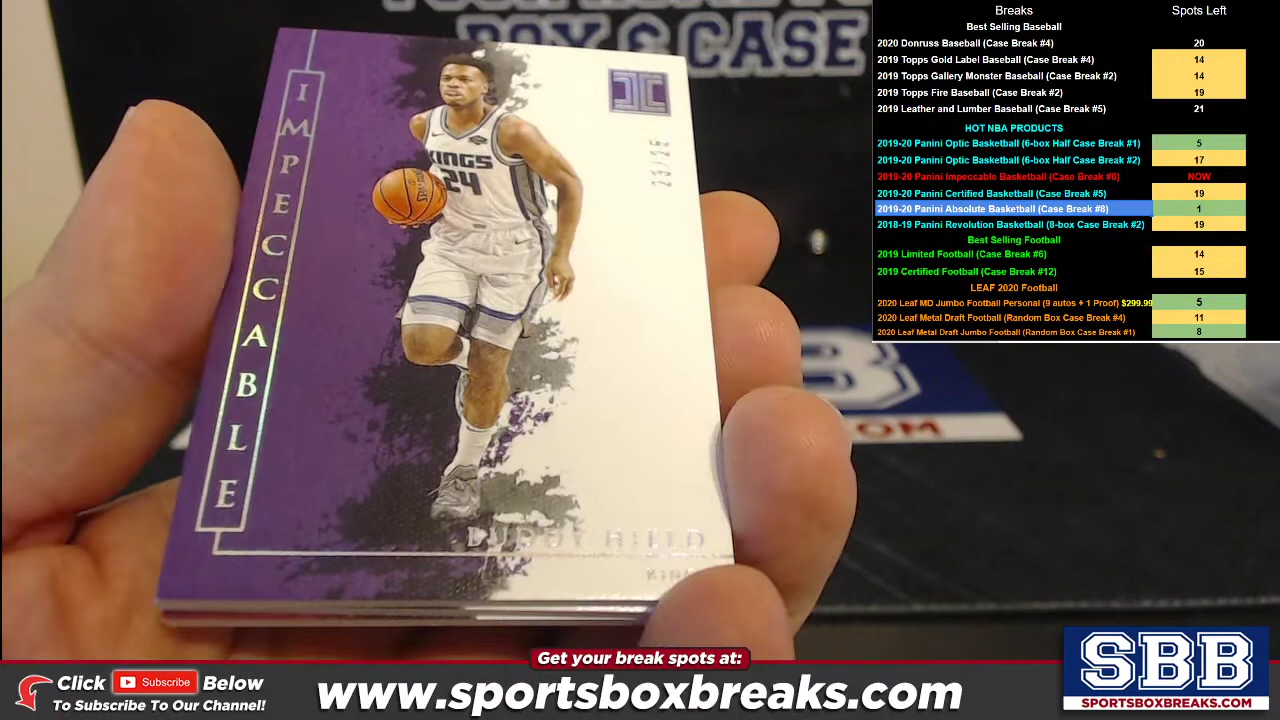 BOX & CASE
IMPECCABLE
KINGS
24
SPALDING
23/25
BUDDY HIELD
KINGS
B
COM
Breaks Spots Left
Best Selling Baseball
2020 Donruss Baseball (Case Break #4) 20
2019 Topps Gold Label Baseball (Case Break #4) 14
2019 Topps Gallery Monster Baseball (Case Break #2) 14
2019 Topps Fire Baseball (Case Break #2) 19
2019 Leather and Lumber Baseball (Case Break #5) 21
HOT NBA PRODUCTS
2019-20 Panini Optic Basketball (6-box Half Case Break #1) 5
2019-20 Panini Optic Basketball (6-box Half Case Break #2) 17
2019-20 Panini Impeccable Basketball (Case Break #6) NOW
2019-20 Panini Certified Basketball (Case Break #5) 19
2019-20 Panini Absolute Basketball (Case Break #8) 1
2018-19 Panini Revolution Basketball (8-box Case Break #2) 19
Best Selling Football
2019 Limited Football (Case Break #6) 14
2019 Certified Football (Case Break #12) 15
LEAF 2020 Football
2020 Leaf MD Jumbo Football Personal (9 autos + 1 Proof) $299.99 5
2020 Leaf Metal Draft Football (Random Box Case Break #4) 11
2020 Leaf Metal Draft Jumbo Football (Random Box Case Break #1) 8
Get your break spots at:
Click Subscribe Below
To Subscribe To Our Channel!
www.sportsboxbreaks.com
SBB
SPORTSBOXBREAKS.COM